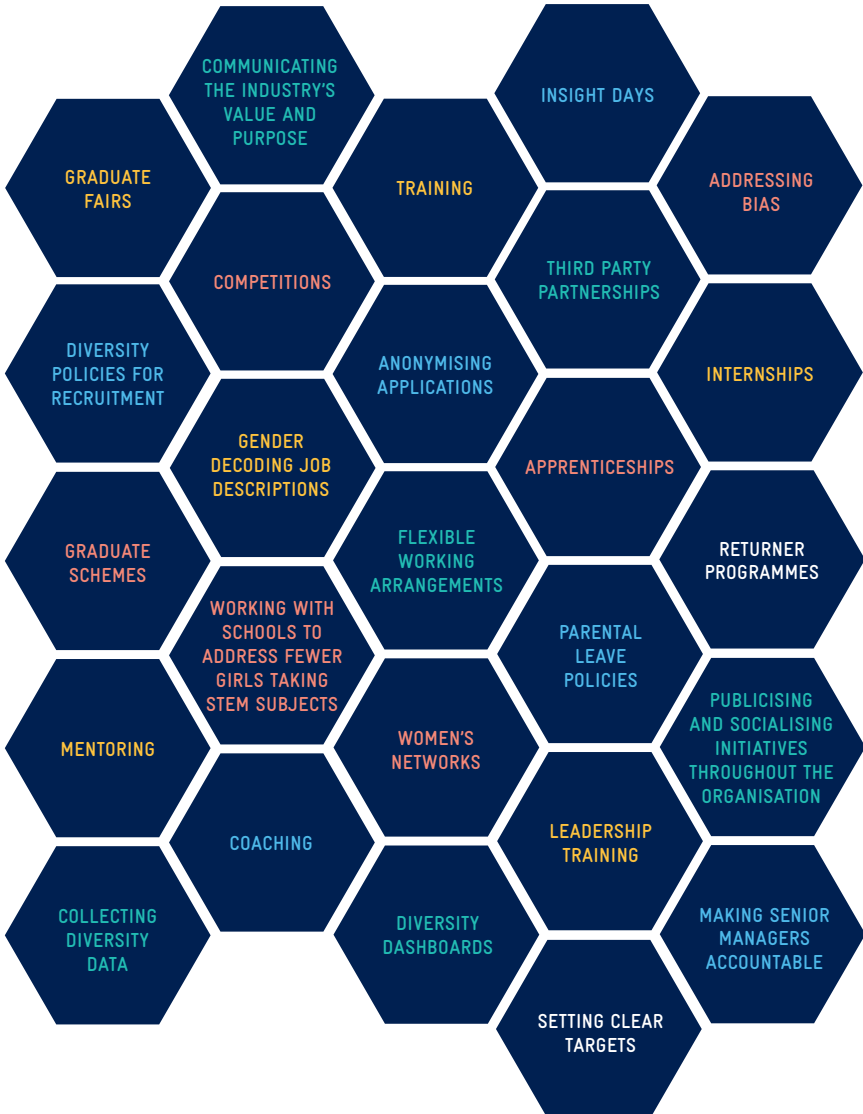 COMMUNICATING
THE INDUSTRY'S
VALUE AND
PURPOSE
INSIGHT DAYS
GRADUATE
FAIRS
TRAINING
ADDRESSING
BIAS
COMPETITIONS
THIRD PARTY
PARTNERSHIPS
DIVERSITY
POLICIES FOR
RECRUITMENT
ANONYMISING
APPLICATIONS
INTERNSHIPS
GENDER
DECODING JOB
DESCRIPTIONS
APPRENTICESHIPS
GRADUATE
SCHEMES
FLEXIBLE
WORKING
ARRANGEMENTS
RETURNER
PROGRAMMES
WORKING WITH
SCHOOLS TO
ADDRESS FEWER
GIRLS TAKING
STEM SUBJECTS
PARENTAL
LEAVE
POLICIES
MENTORING
WOMEN'S
NETWORKS
PUBLICISING
AND SOCIALISING
INITIATIVES
THROUGHOUT THE
ORGANISATION
COACHING
LEADERSHIP
TRAINING
COLLECTING
DIVERSITY
DATA
DIVERSITY
DASHBOARDS
MAKING SENIOR
MANAGERS
ACCOUNTABLE
SETTING CLEAR
TARGETS